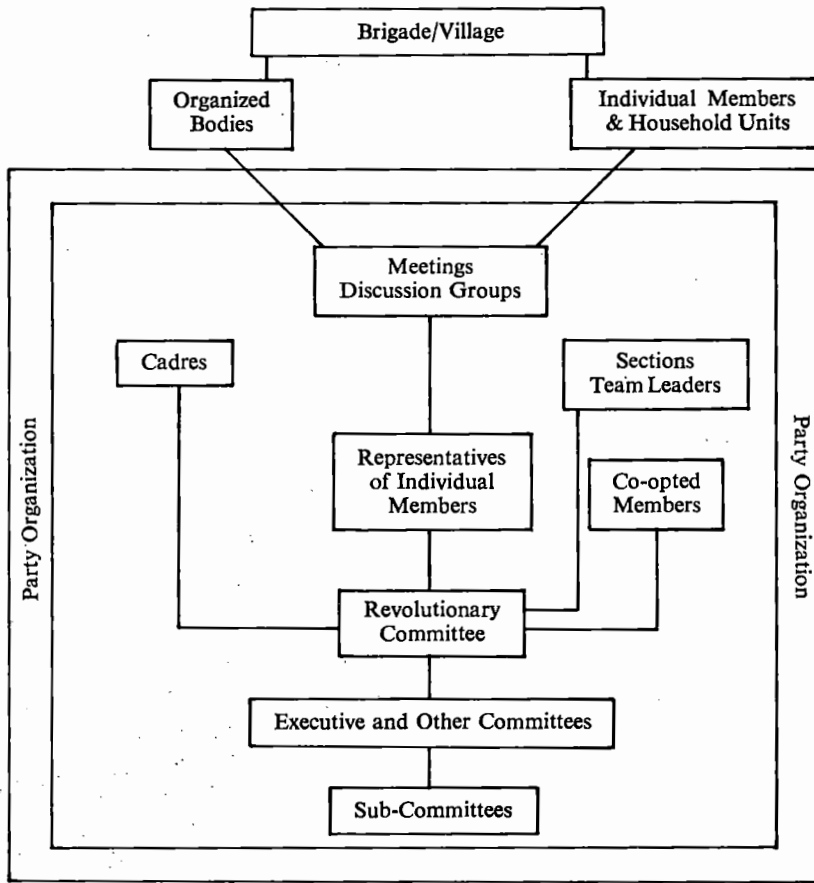 Brigade/Village
Organized
Bodies
Individual Members
& Household Units
Meetings
Discussion Groups
Cadres
Sections
Team Leaders
Party Organization
Party Organization
Representatives
of Individual
Members
Co-opted
Members
Revolutionary
Committee
Executive and Other Committees
Sub-Committees